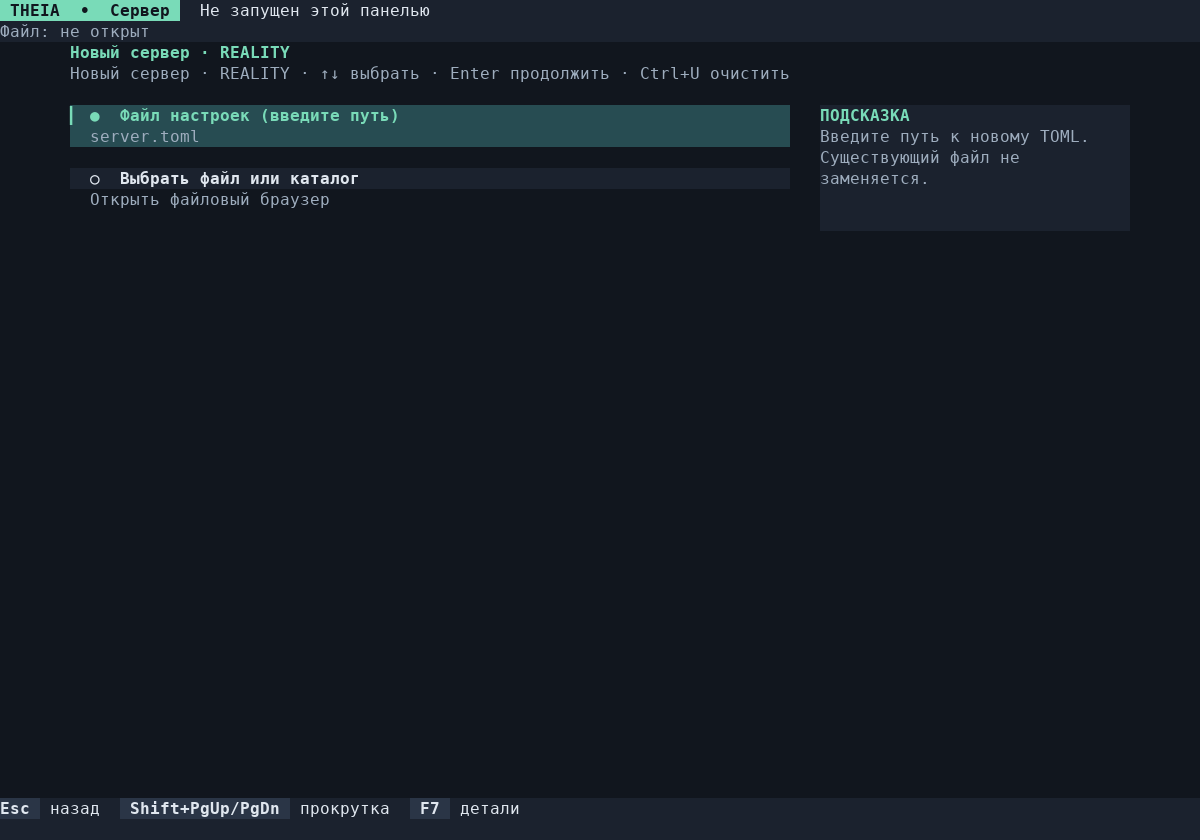 THEIA • Сервер Не запущен этой панелью
Файл: не открыт
Новый сервер · REALITY
Новый сервер · REALITY · ↑↓ выбрать · Enter продолжить · Ctrl+U очистить
● Файл настроек (введите путь)
server.toml
○ Выбрать файл или каталог
Открыть файловый браузер
ПОДСКАЗКА
Введите путь к новому TOML.
Существующий файл не
заменяется.
Esc назад Shift+PgUp/PgDn прокрутка F7 детали